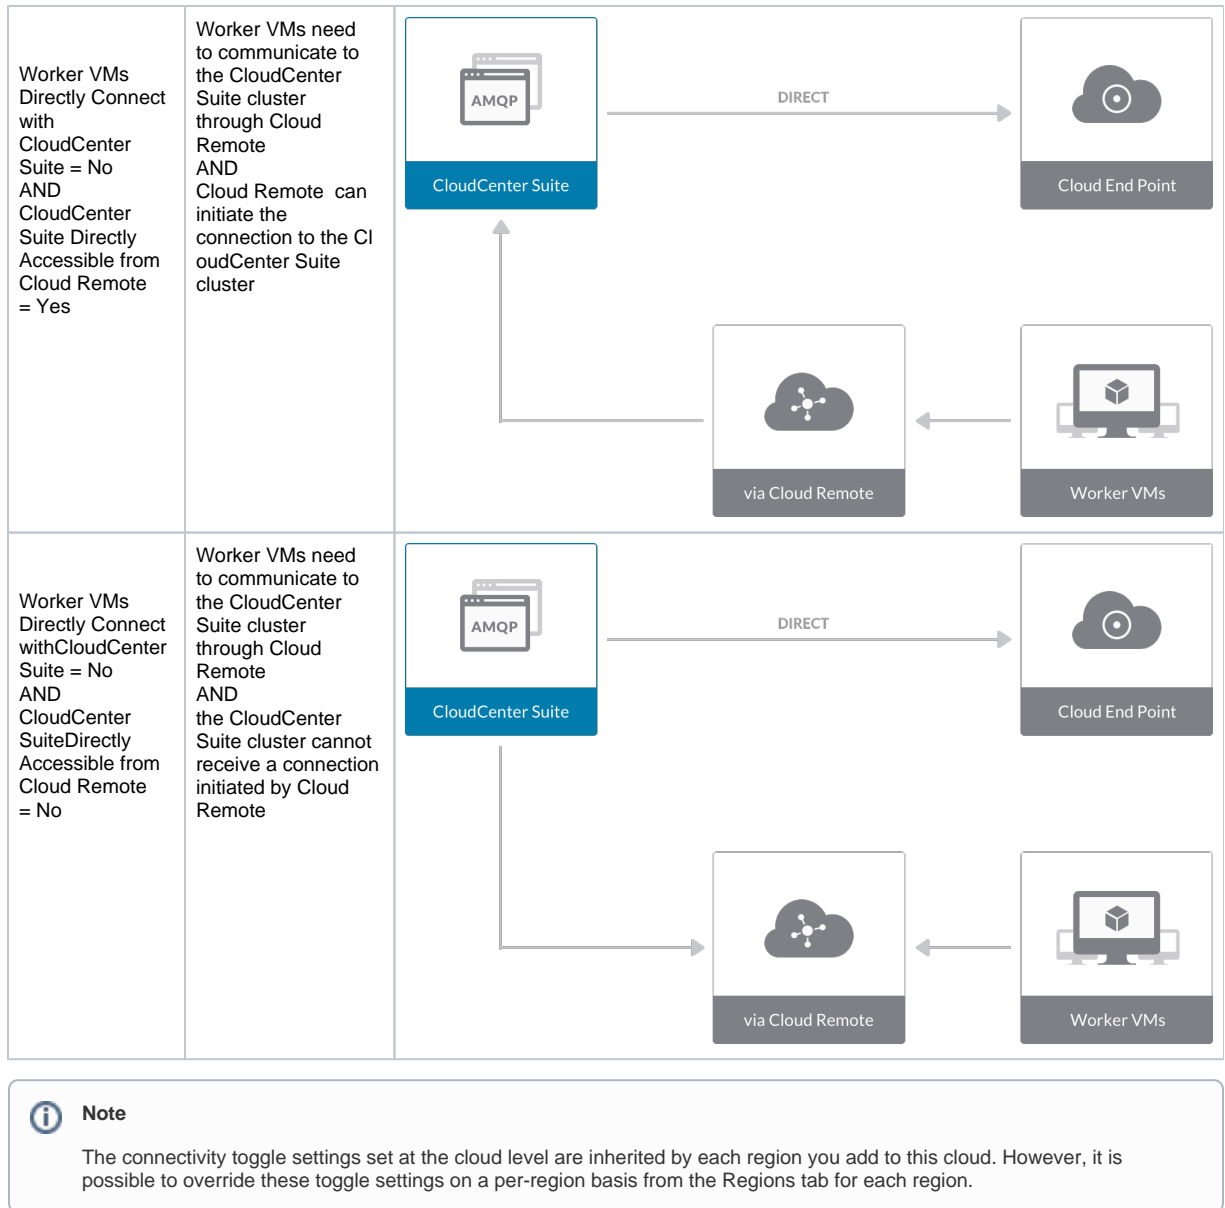 Worker VMs
Directly Connect
with
CloudCenter
Suite = No
AND
CloudCenter
Suite Directly
Accessible from
Cloud Remote
= Yes
Worker VMs need
to communicate to
the CloudCenter
Suite cluster
through Cloud
Remote
AND
Cloud Remote can
initiate the
connection to the Cl
oudCenter Suite
cluster
AMQP
CloudCenter Suite
DIRECT
Cloud End Point
via Cloud Remote
Worker VMs
Worker VMs
Directly Connect
withCloudCenter
Suite = No
AND
CloudCenter
SuiteDirectly
Accessible from
Cloud Remote
= No
Worker VMs need
to communicate to
the CloudCenter
Suite cluster
through Cloud
Remote
AND
the CloudCenter
Suite cluster cannot
receive a connection
initiated by Cloud
Remote
AMQP
CloudCenter Suite
DIRECT
Cloud End Point
via Cloud Remote
Worker VMs
Note
The connectivity toggle settings set at the cloud level are inherited by each region you add to this cloud. However, it is
possible to override these toggle settings on a per-region basis from the Regions tab for each region.